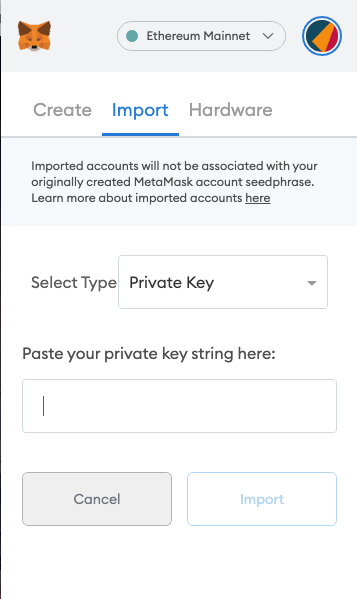 Ethereum Mainnet
Create Import Hardware
Imported accounts will not be associated with your
originally created MetaMask account seedphrase.
Learn more about imported accounts here
Select Type Private Key
Paste your private key string here:
Cancel Import